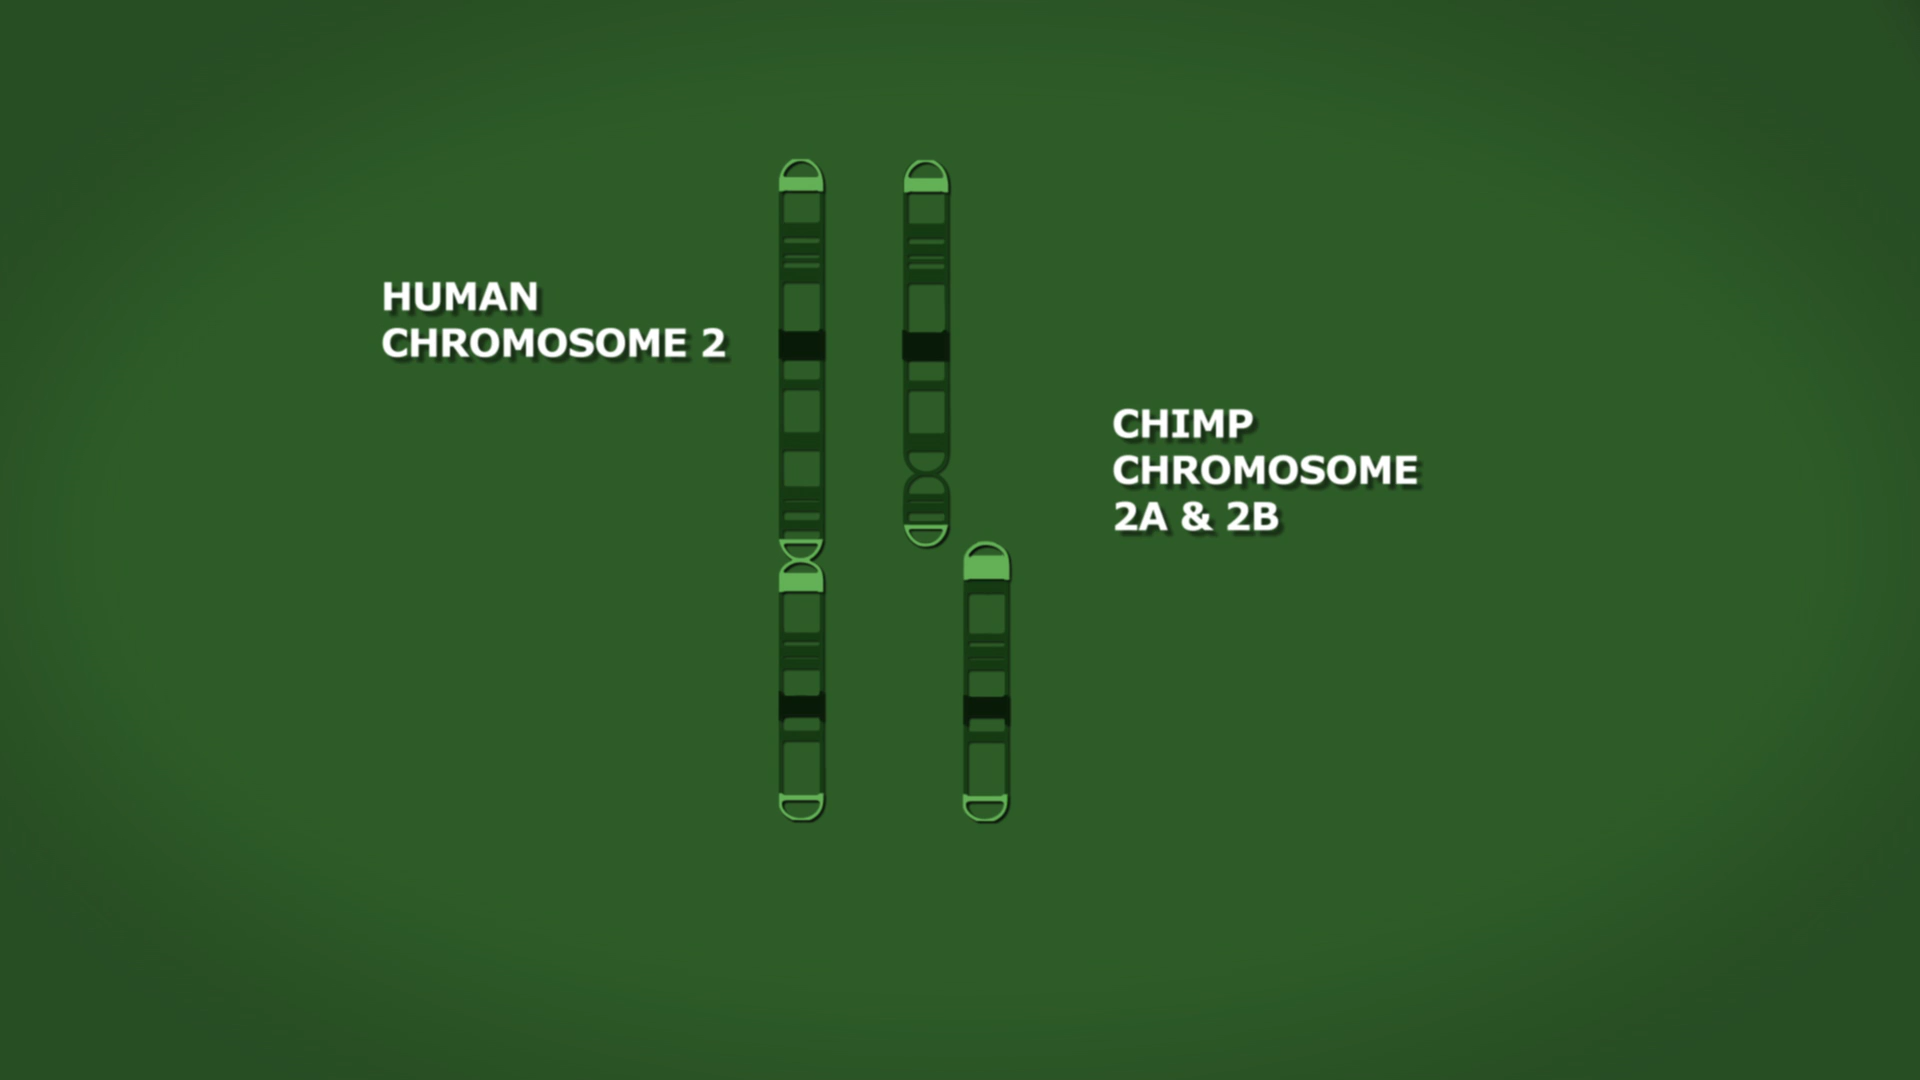 HUMAN
CHROMOSOME 2
CHIMP
CHROMOSOME
2A & 2B